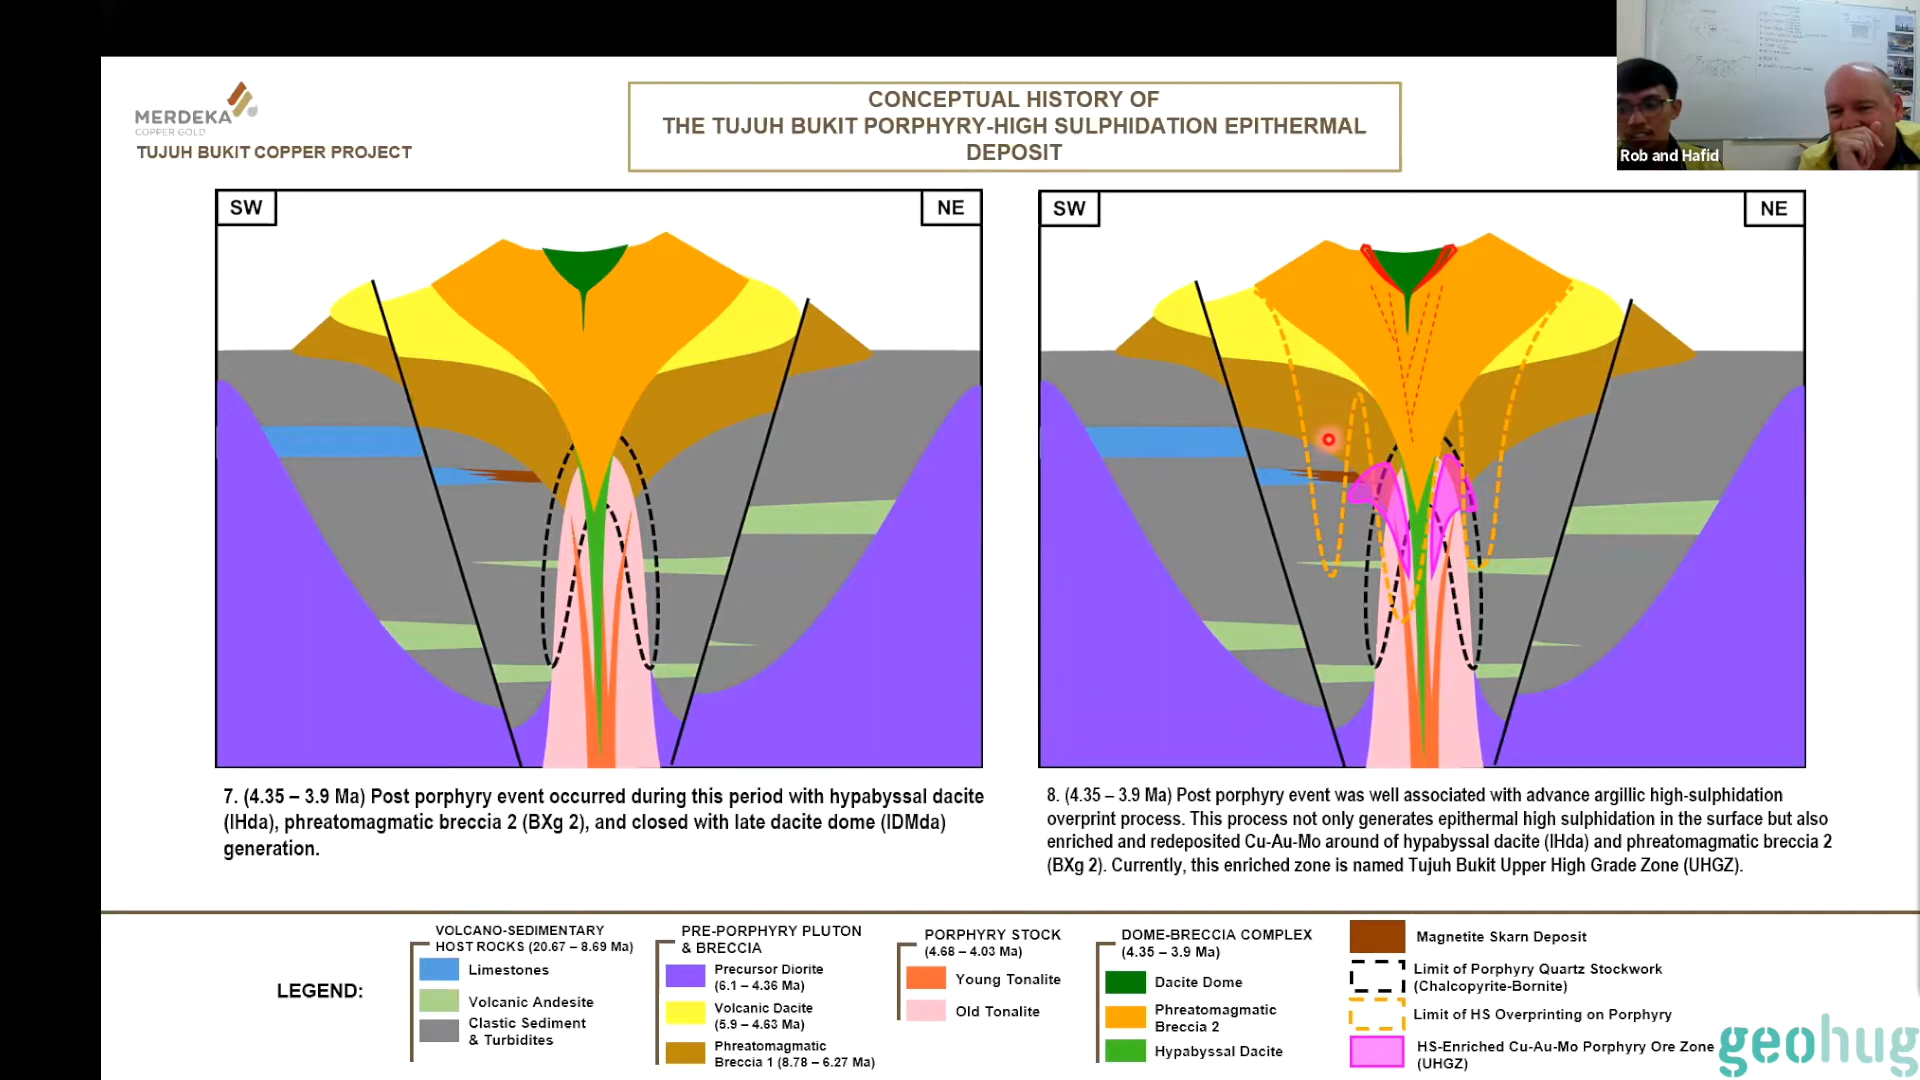 MERDEKA
COPPER GOLD
TUJUH BUKIT COPPER PROJECT
CONCEPTUAL HISTORY OF
THE TUJUH BUKIT PORPHYRY-HIGH SULPHIDATION EPITHERMAL
DEPOSIT
Rob and Hafid
SW
NE
SW
NE
7. (4.35 – 3.9 Ma) Post porphyry event occurred during this period with hypabyssal dacite
(IHda), phreatomagmatic breccia 2 (BXg 2), and closed with late dacite dome (IDMda)
generation.
8. (4.35 – 3.9 Ma) Post porphyry event was well associated with advance argillic high-sulphidation
overprint process. This process not only generates epithermal high sulphidation in the surface but also
enriched and redeposited Cu-Au-Mo around of hypabyssal dacite (IHda) and phreatomagmatic breccia 2
(BXg 2). Currently, this enriched zone is named Tujuh Bukit Upper High Grade Zone (UHGZ).
LEGEND:
VOLCANO-SEDIMENTARY
HOST ROCKS (20.67 – 8.69 Ma)
Limestones
Volcanic Andesite
Clastic Sediment
& Turbidites
PRE-PORPHYRY PLUTON
& BRECCIA
Precursor Diorite
(6.1 – 4.36 Ma)
Volcanic Dacite
(5.9 – 4.63 Ma)
Phreatomagmatic
Breccia 1 (8.78 – 6.27 Ma)
PORPHYRY STOCK
(4.68 – 4.03 Ma)
Young Tonalite
Old Tonalite
DOME-BRECCIA COMPLEX
(4.35 – 3.9 Ma)
Dacite Dome
Phreatomagmatic
Breccia 2
Hypabyssal Dacite
Magnetite Skarn Deposit
Limit of Porphyry Quartz Stockwork
(Chalcopyrite-Bornite)
Limit of HS Overprinting on Porphyry
HS-Enriched Cu-Au-Mo Porphyry Ore Zone
(UHGZ)
geohug